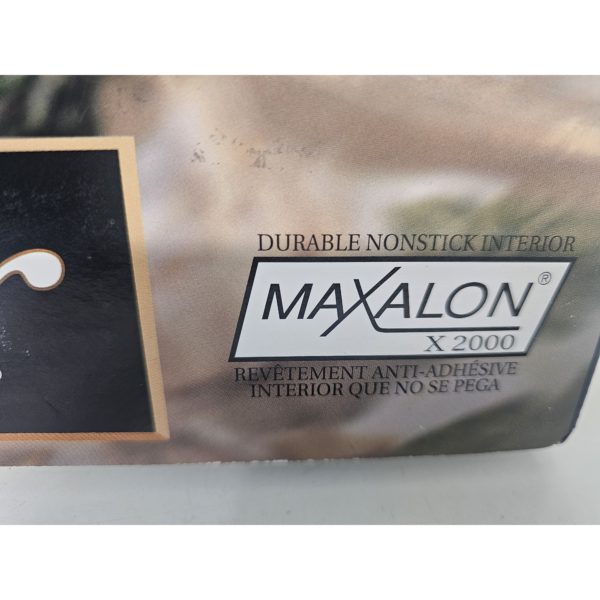 DURABLE NONSTICK INTERIOR
MAXALON®
X 2000
REVÊTEMENT ANTI-ADHÉSIVE
INTERIOR QUE NO SE PEGA